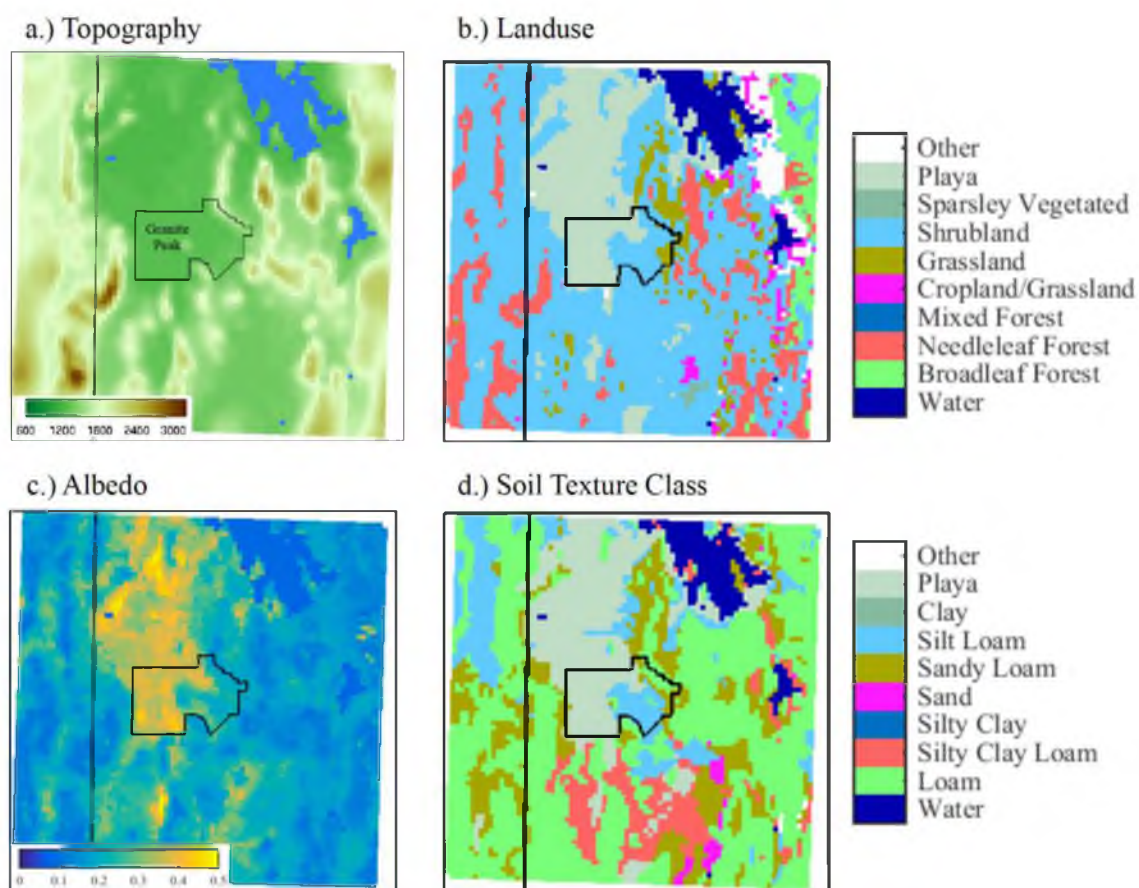 a.) Topography
b.) Landuse
Granite
Peak
600 1200 1800 2400 3000
Other
Playa
Sparsley Vegetated
Shrubland
Grassland
Cropland/Grassland
Mixed Forest
Needleleaf Forest
Broadleaf Forest
Water
c.) Albedo
d.) Soil Texture Class
0 0.1 0.2 0.3 0.4 0.5
Other
Playa
Clay
Silt Loam
Sandy Loam
Sand
Silty Clay
Silty Clay Loam
Loam
Water